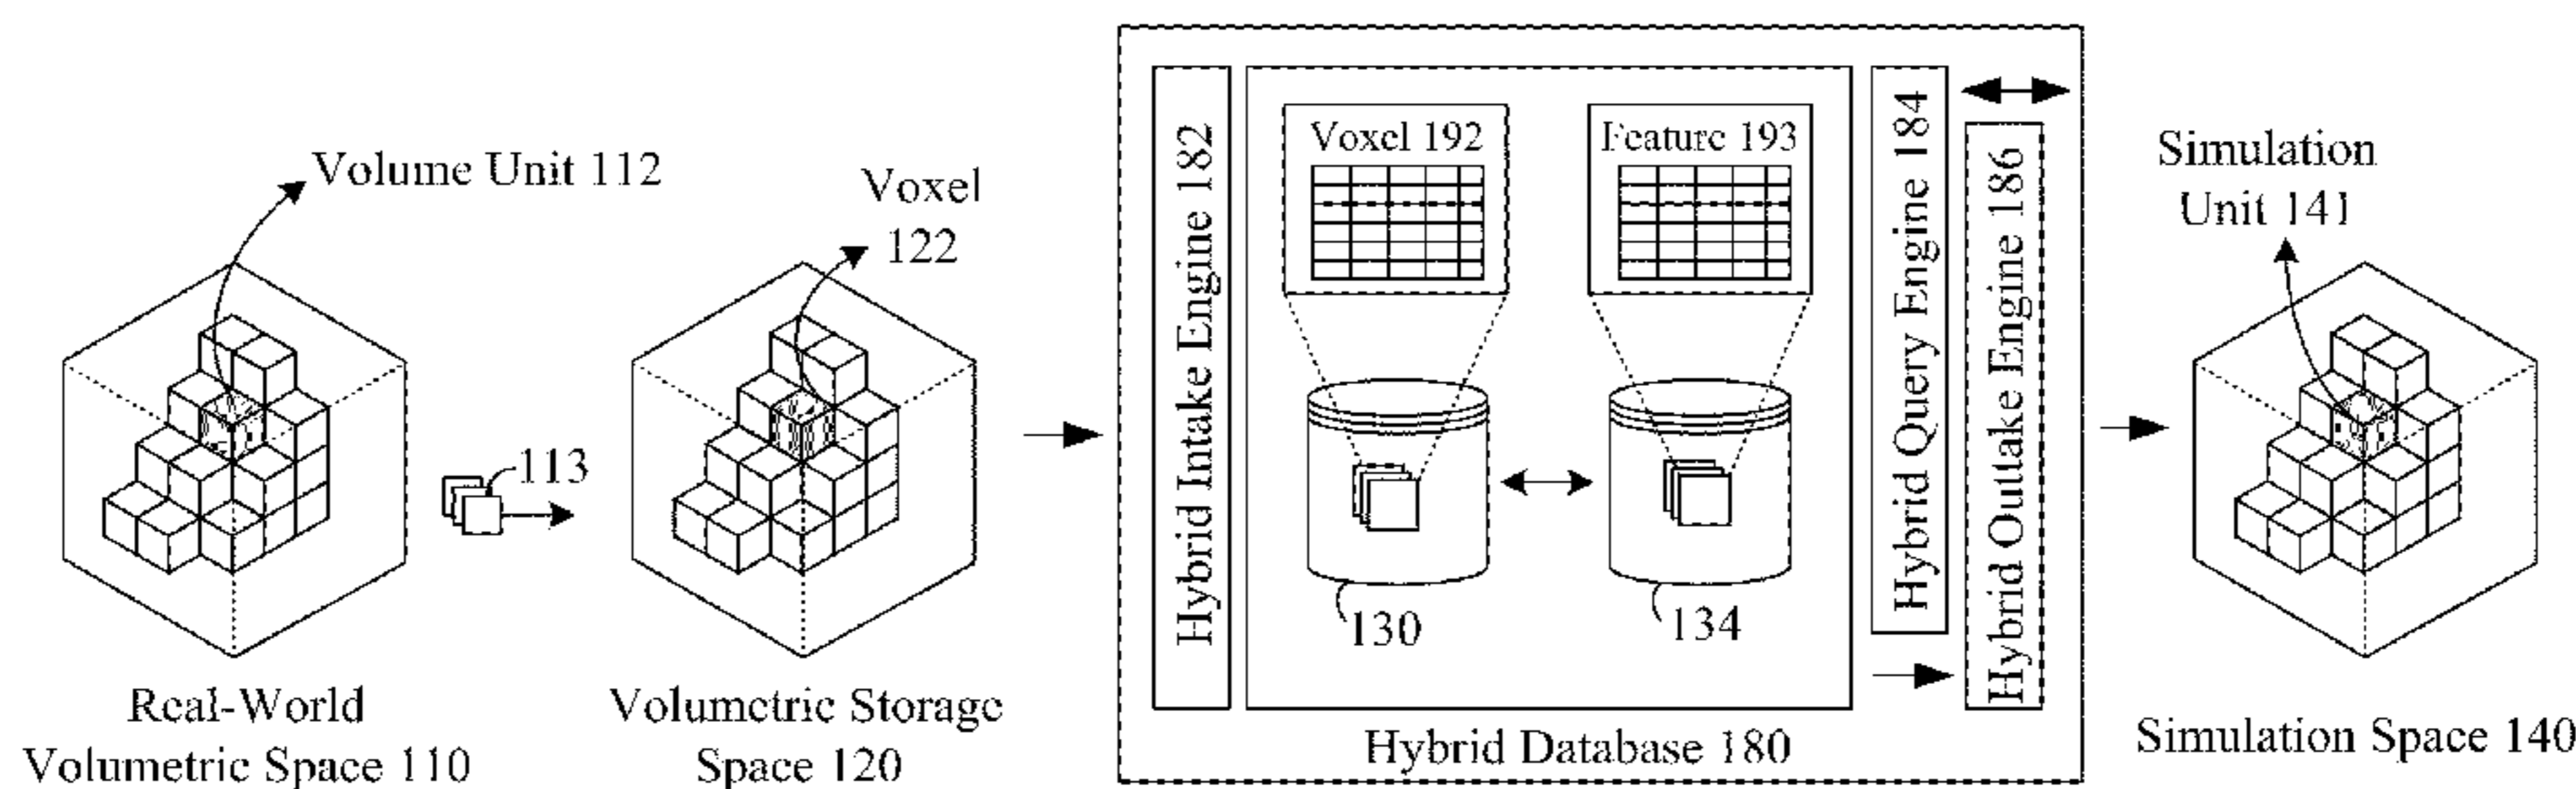 Volume Unit 112
113
Real-World
Volumetric Space 110
Voxel
122
Volumetric Storage
Space 120
Hybrid Intake Engine 182
Voxel 192
Feature 193
130
134
Hybrid Query Engine 184
Hybrid Outtake Engine 186
Hybrid Database 180
Simulation
Unit 141
Simulation Space 140